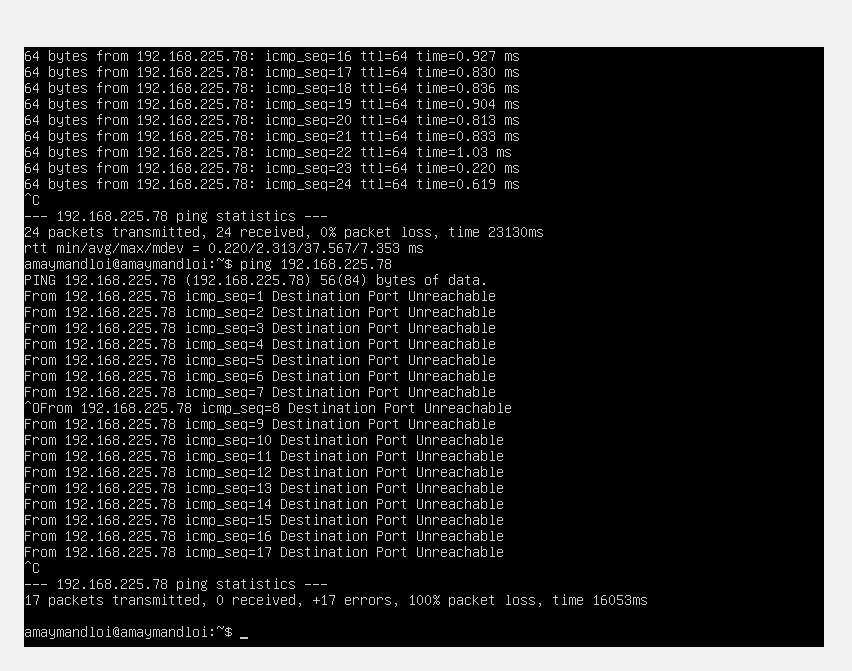 64 bytes from 192.168.225.78: icmp_seq=16 ttl=64 time=0.927 ms
64 bytes from 192.168.225.78: icmp_seq=17 ttl=64 time=0.830 ms
64 bytes from 192.168.225.78: icmp_seq=18 ttl=64 time=0.836 ms
64 bytes from 192.168.225.78: icmp_seq=19 ttl=64 time=0.904 ms
64 bytes from 192.168.225.78: icmp_seq=20 ttl=64 time=0.813 ms
64 bytes from 192.168.225.78: icmp_seq=21 ttl=64 time=0.833 ms
64 bytes from 192.168.225.78: icmp_seq=22 ttl=64 time=1.03 ms
64 bytes from 192.168.225.78: icmp_seq=23 ttl=64 time=0.220 ms
64 bytes from 192.168.225.78: icmp_seq=24 ttl=64 time=0.619 ms
^C
--- 192.168.225.78 ping statistics ---
24 packets transmitted, 24 received, 0% packet loss, time 23130ms
rtt min/avg/max/mdev = 0.220/2.313/37.567/7.353 ms
amaymandloi@amaymandloi:~$ ping 192.168.225.78
PING 192.168.225.78 (192.168.225.78) 56(84) bytes of data.
From 192.168.225.78 icmp_seq=1 Destination Port Unreachable
From 192.168.225.78 icmp_seq=2 Destination Port Unreachable
From 192.168.225.78 icmp_seq=3 Destination Port Unreachable
From 192.168.225.78 icmp_seq=4 Destination Port Unreachable
From 192.168.225.78 icmp_seq=5 Destination Port Unreachable
From 192.168.225.78 icmp_seq=6 Destination Port Unreachable
From 192.168.225.78 icmp_seq=7 Destination Port Unreachable
^OFrom 192.168.225.78 icmp_seq=8 Destination Port Unreachable
From 192.168.225.78 icmp_seq=9 Destination Port Unreachable
From 192.168.225.78 icmp_seq=10 Destination Port Unreachable
From 192.168.225.78 icmp_seq=11 Destination Port Unreachable
From 192.168.225.78 icmp_seq=12 Destination Port Unreachable
From 192.168.225.78 icmp_seq=13 Destination Port Unreachable
From 192.168.225.78 icmp_seq=14 Destination Port Unreachable
From 192.168.225.78 icmp_seq=15 Destination Port Unreachable
From 192.168.225.78 icmp_seq=16 Destination Port Unreachable
From 192.168.225.78 icmp_seq=17 Destination Port Unreachable
^C
--- 192.168.225.78 ping statistics ---
17 packets transmitted, 0 received, +17 errors, 100% packet loss, time 16053ms
amaymandloi@amaymandloi:~$ _